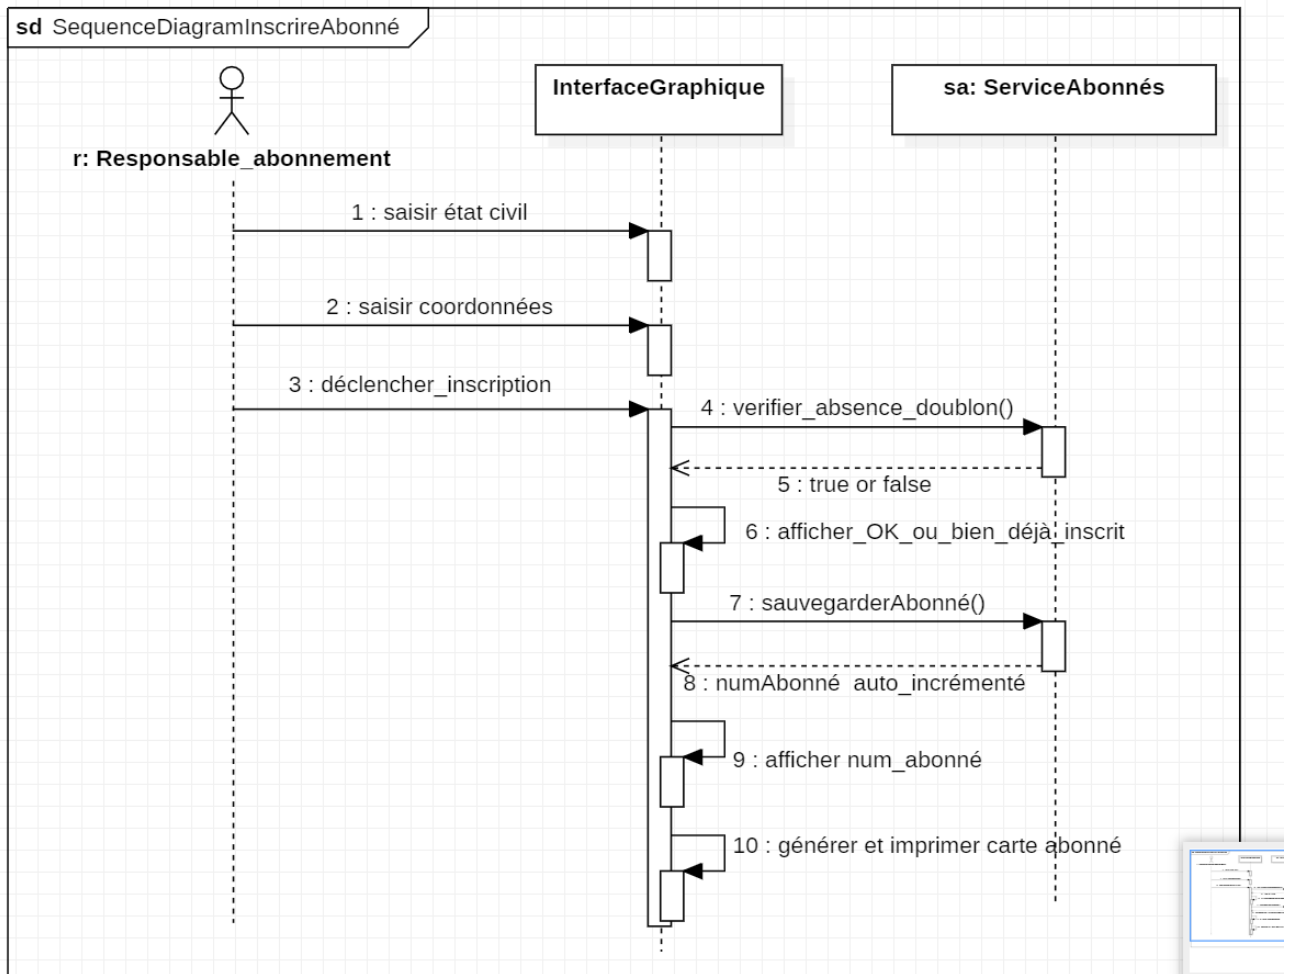 sd SequenceDiagramInscrireAbonné
InterfaceGraphique
sa: ServiceAbonnés
r: Responsable_abonnement
1 : saisir état civil
2 : saisir coordonnées
3 : déclencher_inscription
4 : verifier_absence_doublon()
5 : true or false
6 : afficher_OK_ou_bien_déjà_inscrit
7 : sauvegarderAbonné()
8 : numAbonné auto_incrémenté
9 : afficher num_abonné
10 : générer et imprimer carte abonné